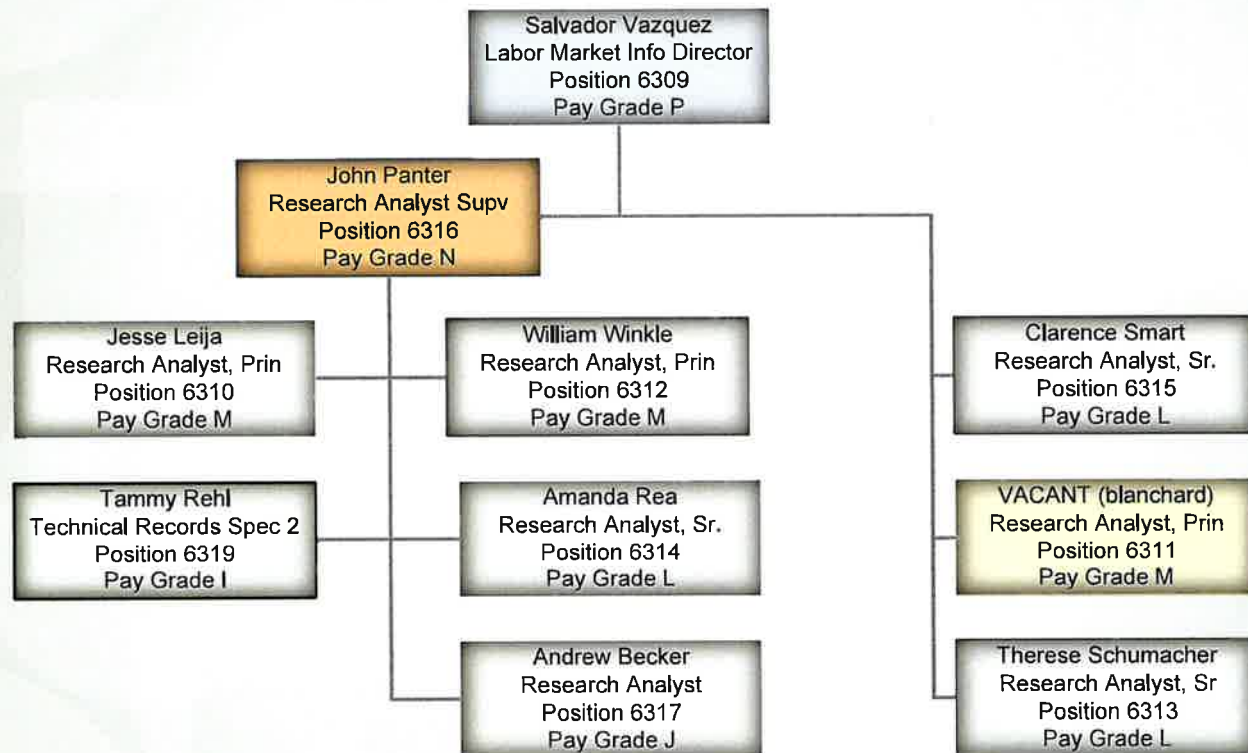 Salvador Vazquez
Labor Market Info Director
Position 6309
Pay Grade P
John Panter
Research Analyst Supv
Position 6316
Pay Grade N
Jesse Leija
Research Analyst, Prin
Position 6310
Pay Grade M
William Winkle
Research Analyst, Prin
Position 6312
Pay Grade M
Clarence Smart
Research Analyst, Sr.
Position 6315
Pay Grade L
Tammy Rehl
Technical Records Spec 2
Position 6319
Pay Grade I
Amanda Rea
Research Analyst, Sr.
Position 6314
Pay Grade L
VACANT (blanchard)
Research Analyst, Prin
Position 6311
Pay Grade M
Andrew Becker
Research Analyst
Position 6317
Pay Grade J
Therese Schumacher
Research Analyst, Sr
Position 6313
Pay Grade L